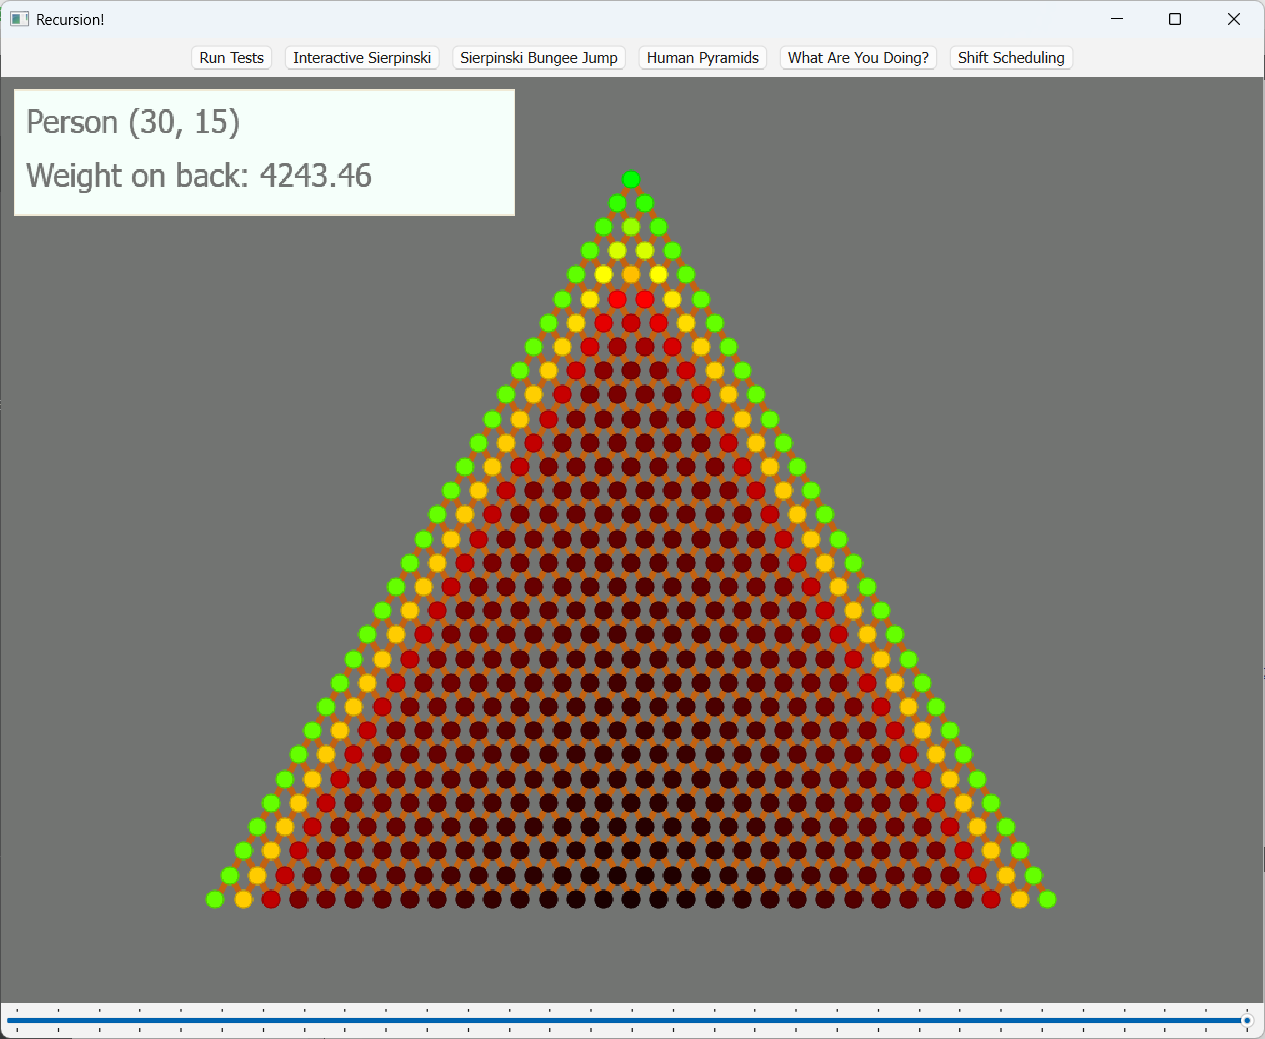 Recursion!
Run Tests Interactive Sierpinski Sierpinski Bungee Jump Human Pyramids What Are You Doing? Shift Scheduling
Person (30, 15)
Weight on back: 4243.46